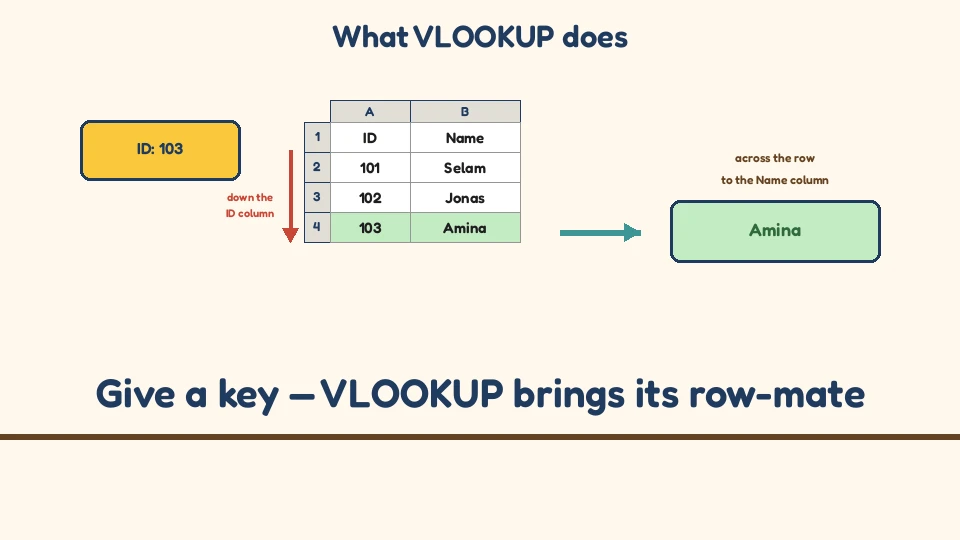 What VLOOKUP does
ID: 103
down the
ID column
A B
1 ID Name
2 101 Selam
3 102 Jonas
4 103 Amina
across the row
to the Name column
Amina
Give a key — VLOOKUP brings its row-mate